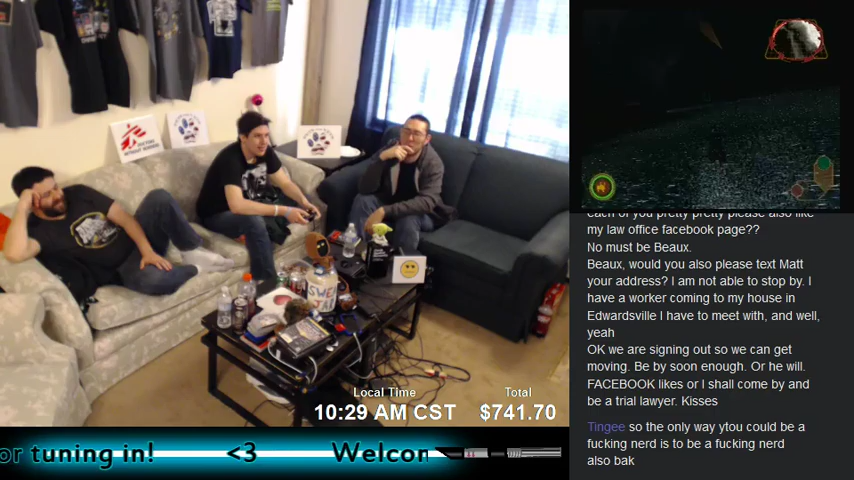 each of you pretty pretty please also like
my law office facebook page??
No must be Beaux.
Beaux, would you also please text Matt
your address? I am not able to stop by. I
have a worker coming to my house in
Edwardsville I have to meet with, and well,
yeah
OK we are signing out so we can get
moving. Be by soon enough. Or he will.
FACEBOOK likes or I shall come by and
be a trial lawyer. Kisses
Tingee so the only way ytou could be a
fucking nerd is to be a fucking nerd
also bak
SWEAR
JAR
Local Time
Total
10:29 AM CST
$741.70
or tuning in!
<3
Welcom